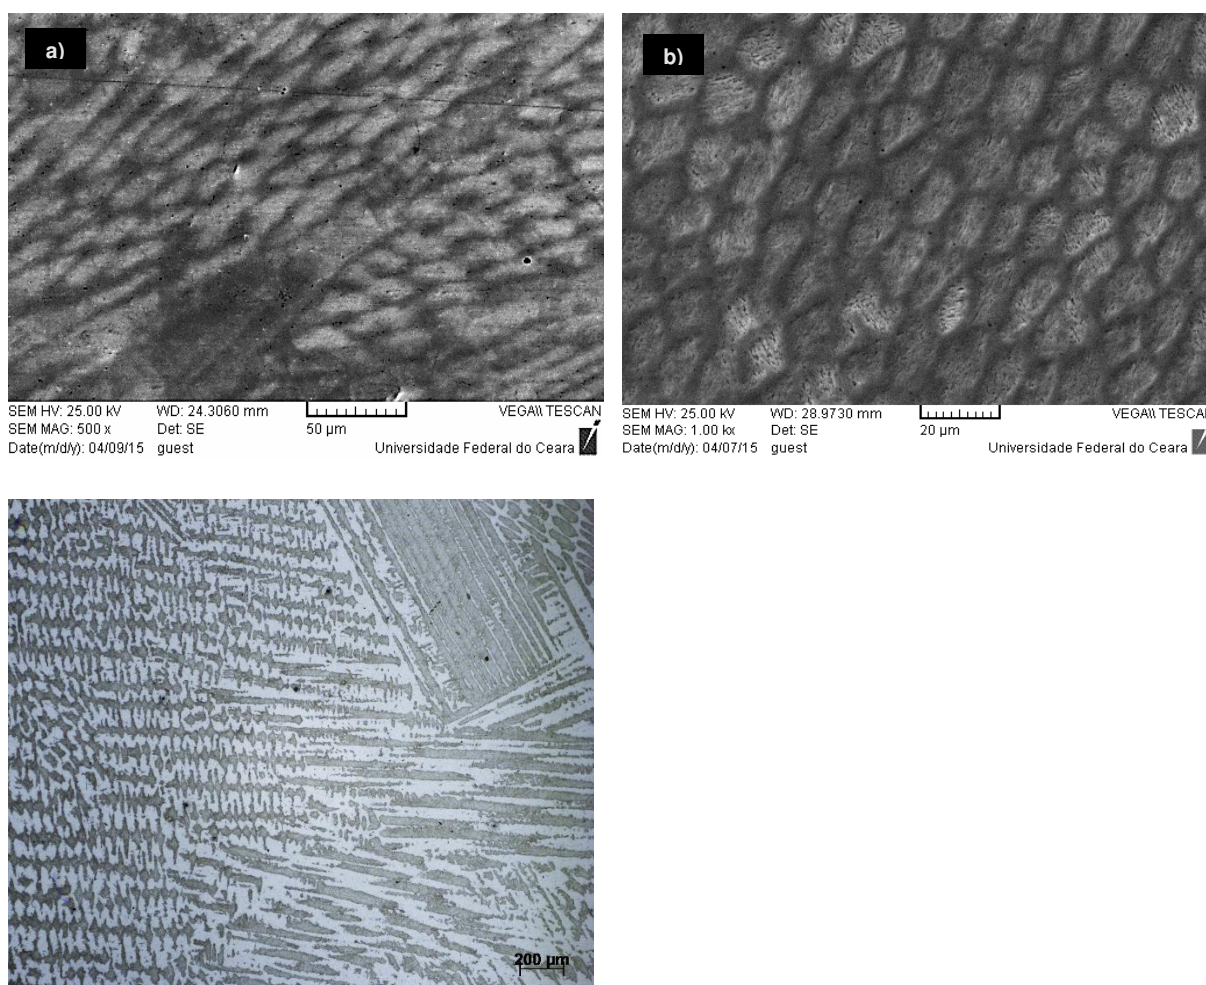 a)
SEM HV: 25.00 kV WD: 24.3060 mm VEGA\\ TESCAN
SEM MAG: 500 x Det: SE
50 µm
Date(m/d/y): 04/09/15 guest Universidade Federal do Ceara
b)
SEM HV: 25.00 kV WD: 28.9730 mm VEGA\\ TESCAN
SEM MAG: 1.00 kx Det: SE
20 µm
Date(m/d/y): 04/07/15 guest Universidade Federal do Ceara
200 µm